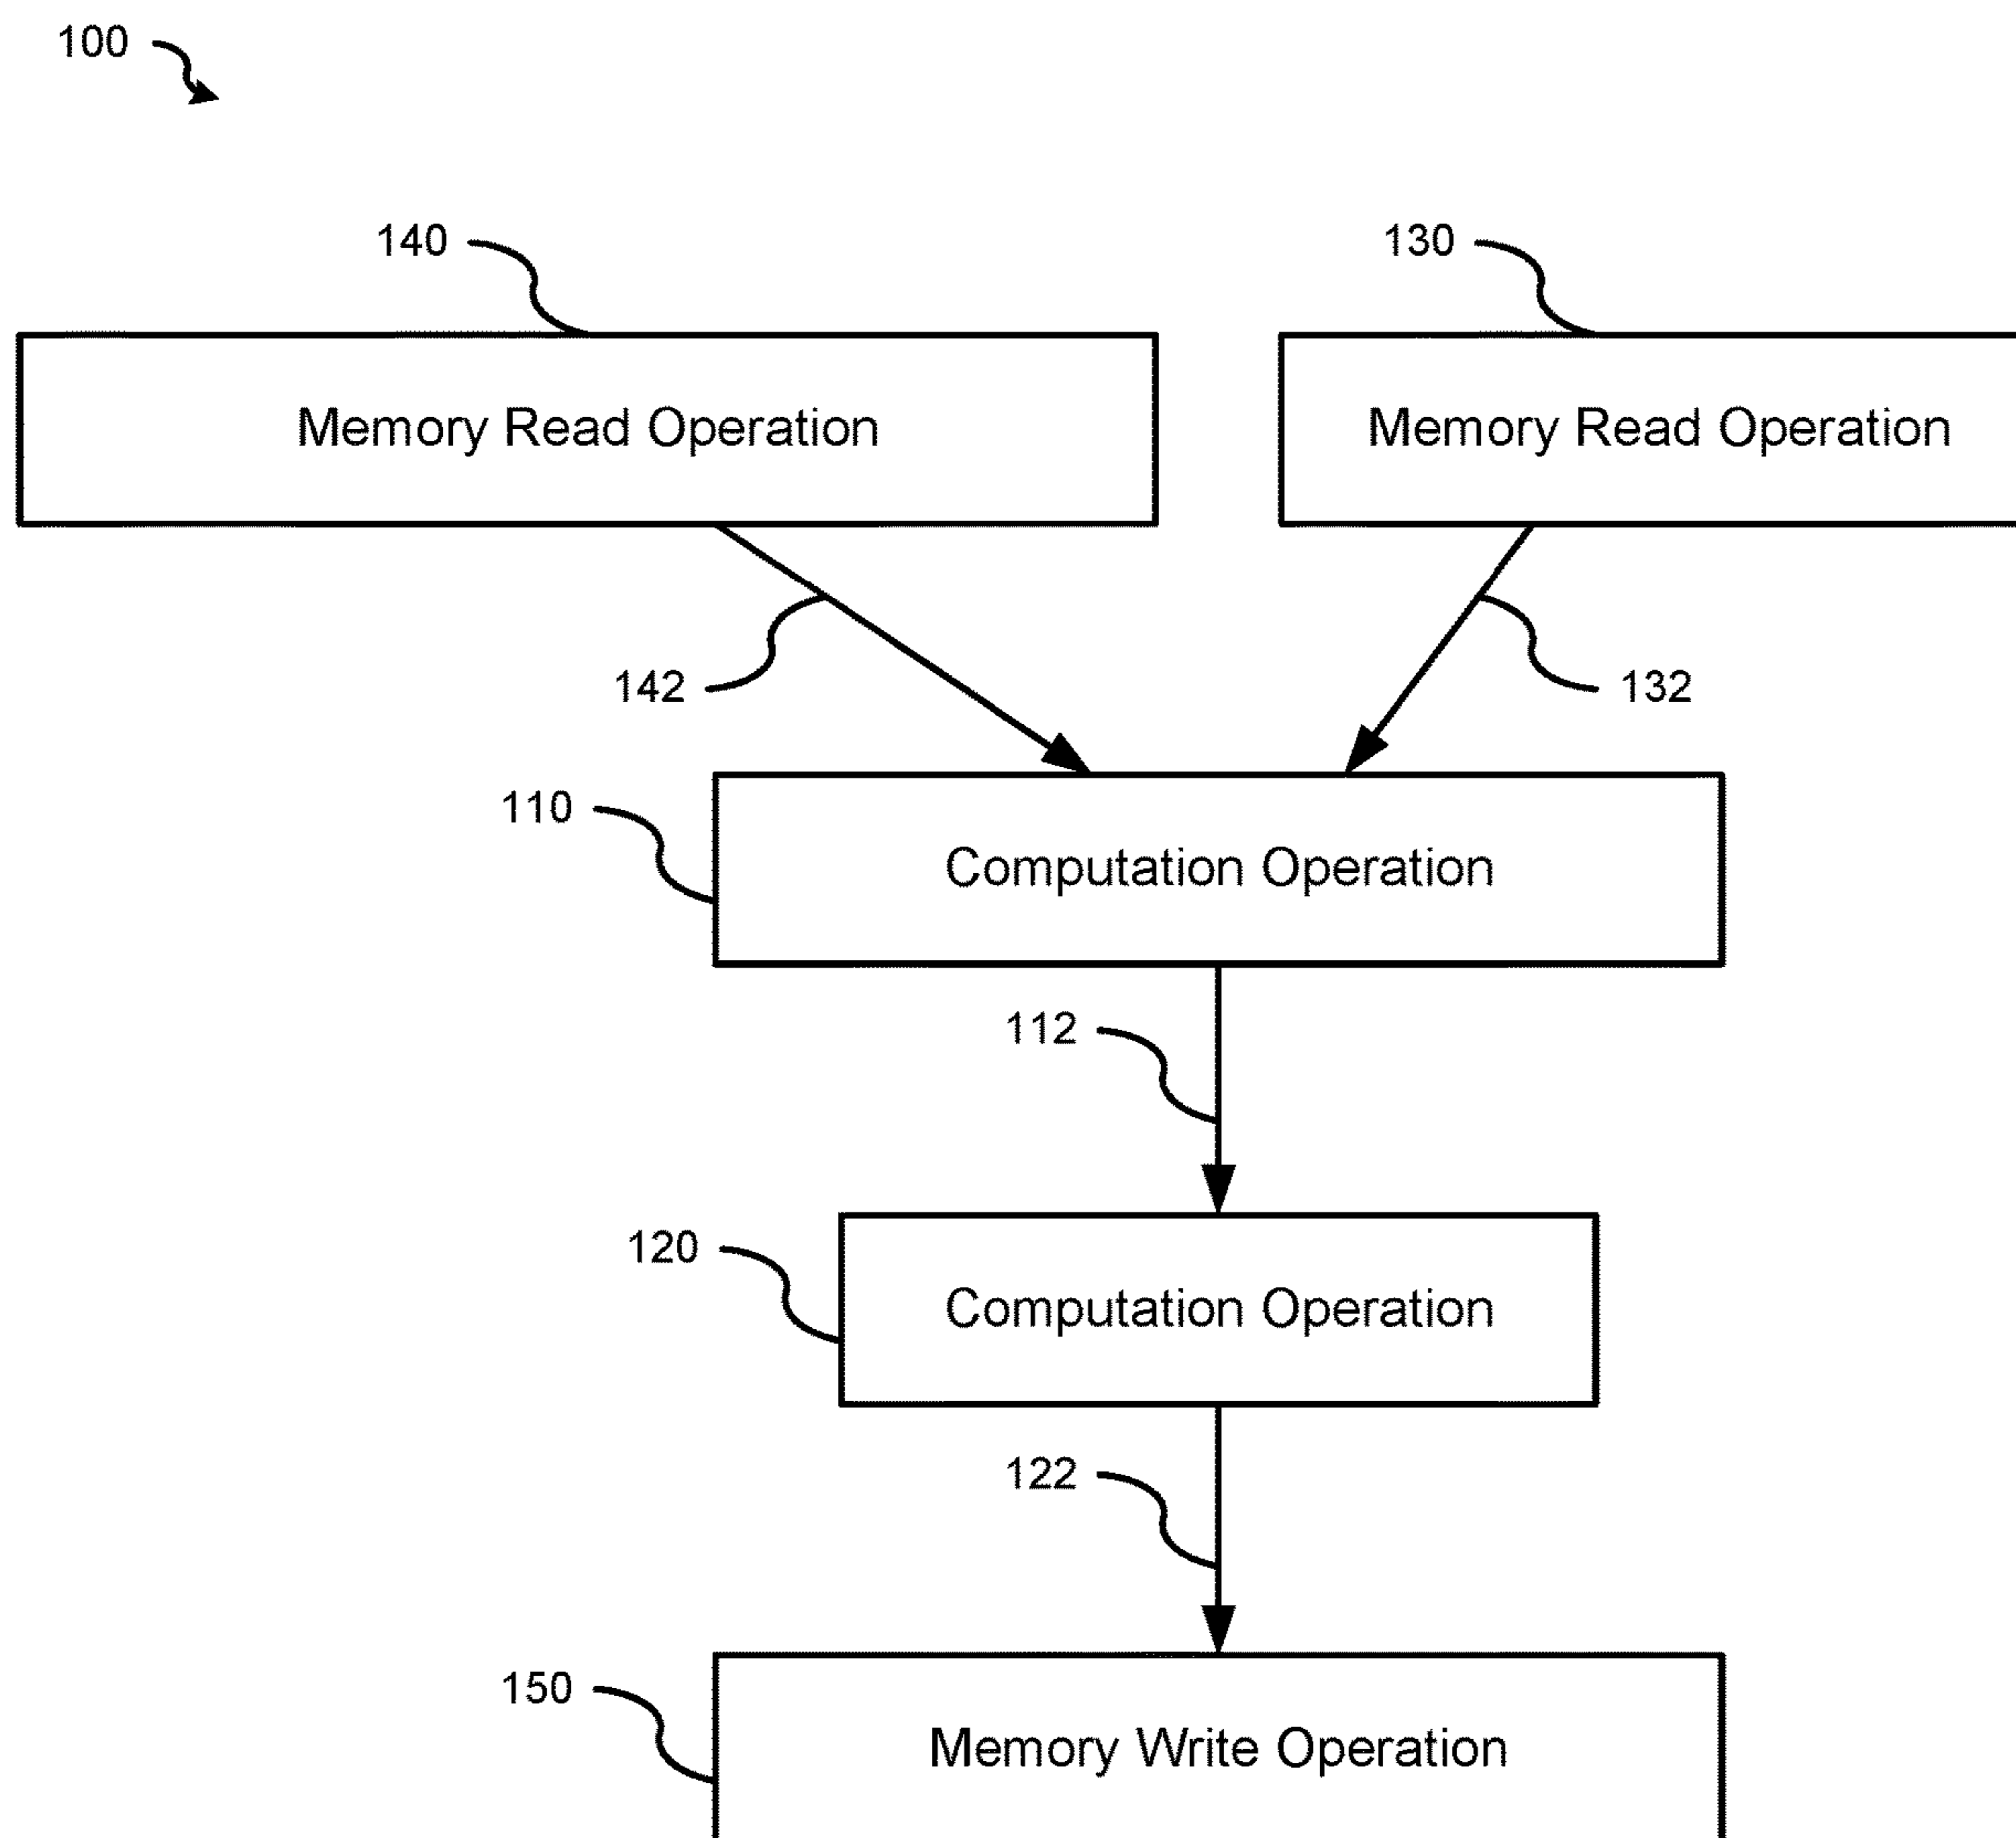 100
140
130
Memory Read Operation
Memory Read Operation
142
132
110
Computation Operation
112
120
Computation Operation
122
150
Memory Write Operation